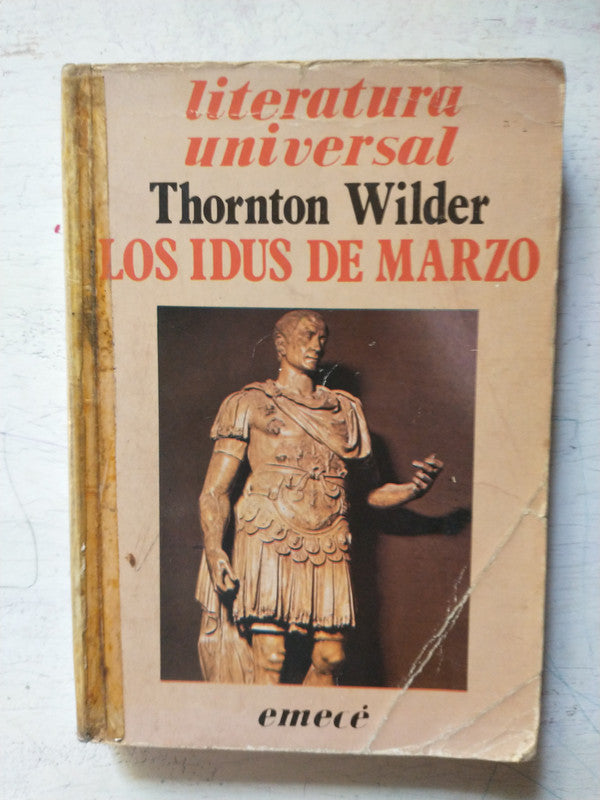 literatura
universal
Thornton Wilder
LOS IDUS DE MARZO
emecé